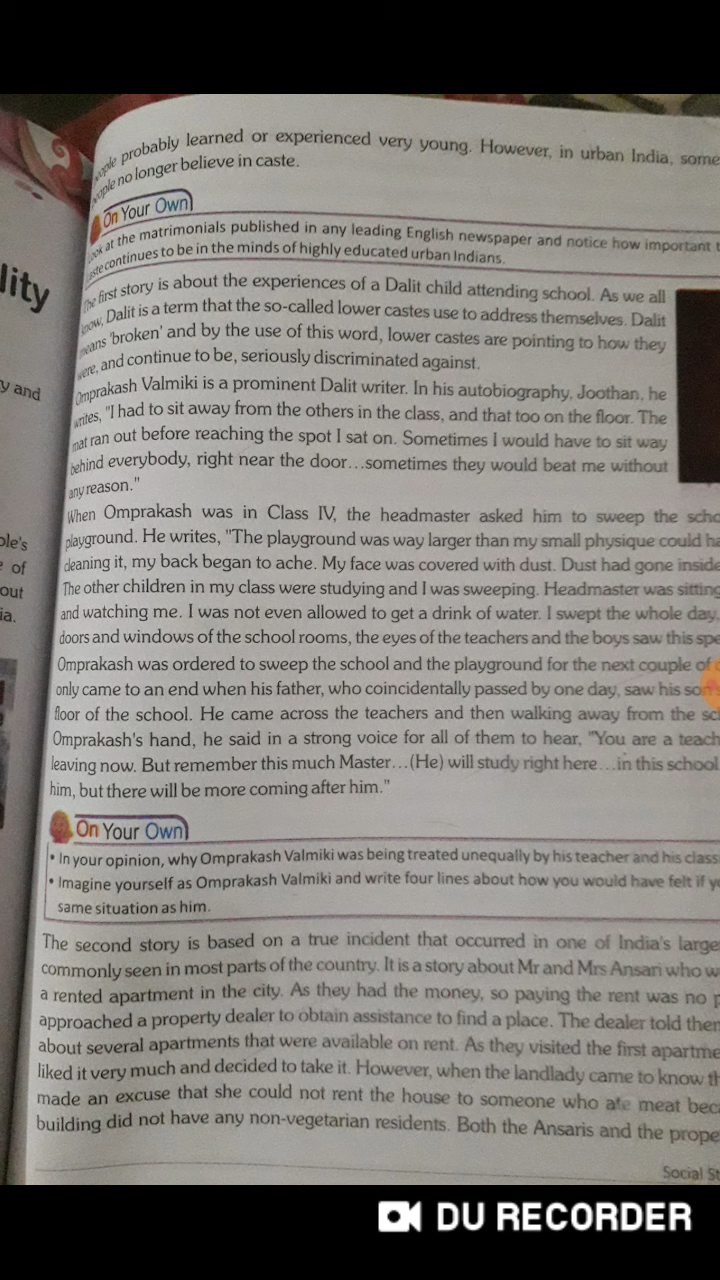 people probably learned or experienced very young. However, in urban India, some
people no longer believe in caste.
On Your Own
Look at the matrimonials published in any leading English newspaper and notice how important t
caste continues to be in the minds of highly educated urban Indians.
The first story is about the experiences of a Dalit child attending school. As we all
know, Dalit is a term that the so-called lower castes use to address themselves. Dalit
means 'broken' and by the use of this word, lower castes are pointing to how they
were, and continue to be, seriously discriminated against.
Omprakash Valmiki is a prominent Dalit writer. In his autobiography, Joothan, he
writes, "I had to sit away from the others in the class, and that too on the floor. The
mat ran out before reaching the spot I sat on. Sometimes I would have to sit way
behind everybody, right near the door...sometimes they would beat me without
any reason."
When Omprakash was in Class IV, the headmaster asked him to sweep the scho
playground. He writes, "The playground was way larger than my small physique could ha
cleaning it, my back began to ache. My face was covered with dust. Dust had gone inside
The other children in my class were studying and I was sweeping. Headmaster was sitting
and watching me. I was not even allowed to get a drink of water. I swept the whole day.
doors and windows of the school rooms, the eyes of the teachers and the boys saw this spe
Omprakash was ordered to sweep the school and the playground for the next couple of
only came to an end when his father, who coincidentally passed by one day, saw his son
floor of the school. He came across the teachers and then walking away from the sc
Omprakash's hand, he said in a strong voice for all of them to hear, "You are a teach
leaving now. But remember this much Master...(He) will study right here...in this school
him, but there will be more coming after him."
On Your Own
• In your opinion, why Omprakash Valmiki was being treated unequally by his teacher and his class
• Imagine yourself as Omprakash Valmiki and write four lines about how you would have felt if y
same situation as him.
The second story is based on a true incident that occurred in one of India's large
commonly seen in most parts of the country. It is a story about Mr and Mrs Ansari who w
a rented apartment in the city. As they had the money, so paying the rent was no p
approached a property dealer to obtain assistance to find a place. The dealer told them
about several apartments that were available on rent. As they visited the first apartme
liked it very much and decided to take it. However, when the landlady came to know th
made an excuse that she could not rent the house to someone who ate meat beca
building did not have any non-vegetarian residents. Both the Ansaris and the prope
Social St
lity
y and
ple's
of
out
ia.
DU RECORDER